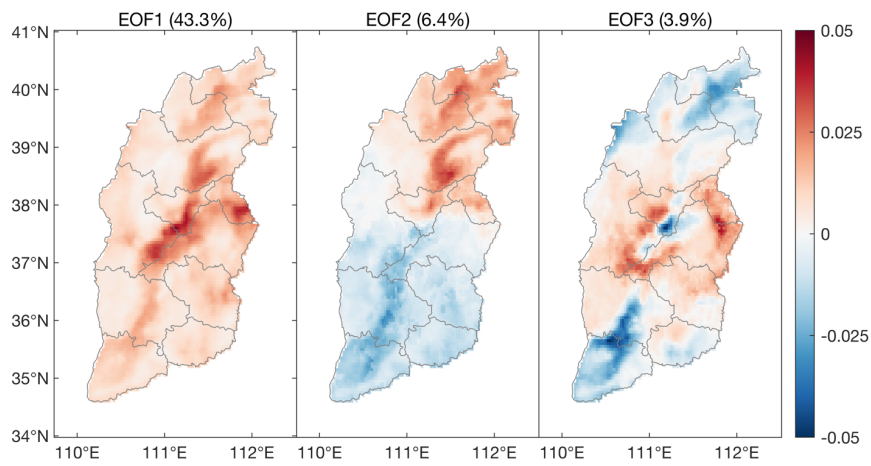 EOF1 (43.3%) EOF2 (6.4%) EOF3 (3.9%)
41°N
40°N
39°N
38°N
37°N
36°N
35°N
34°N
110°E 111°E 112°E 110°E 111°E 112°E 110°E 111°E 112°E
0.05
0.025
0
-0.025
-0.05